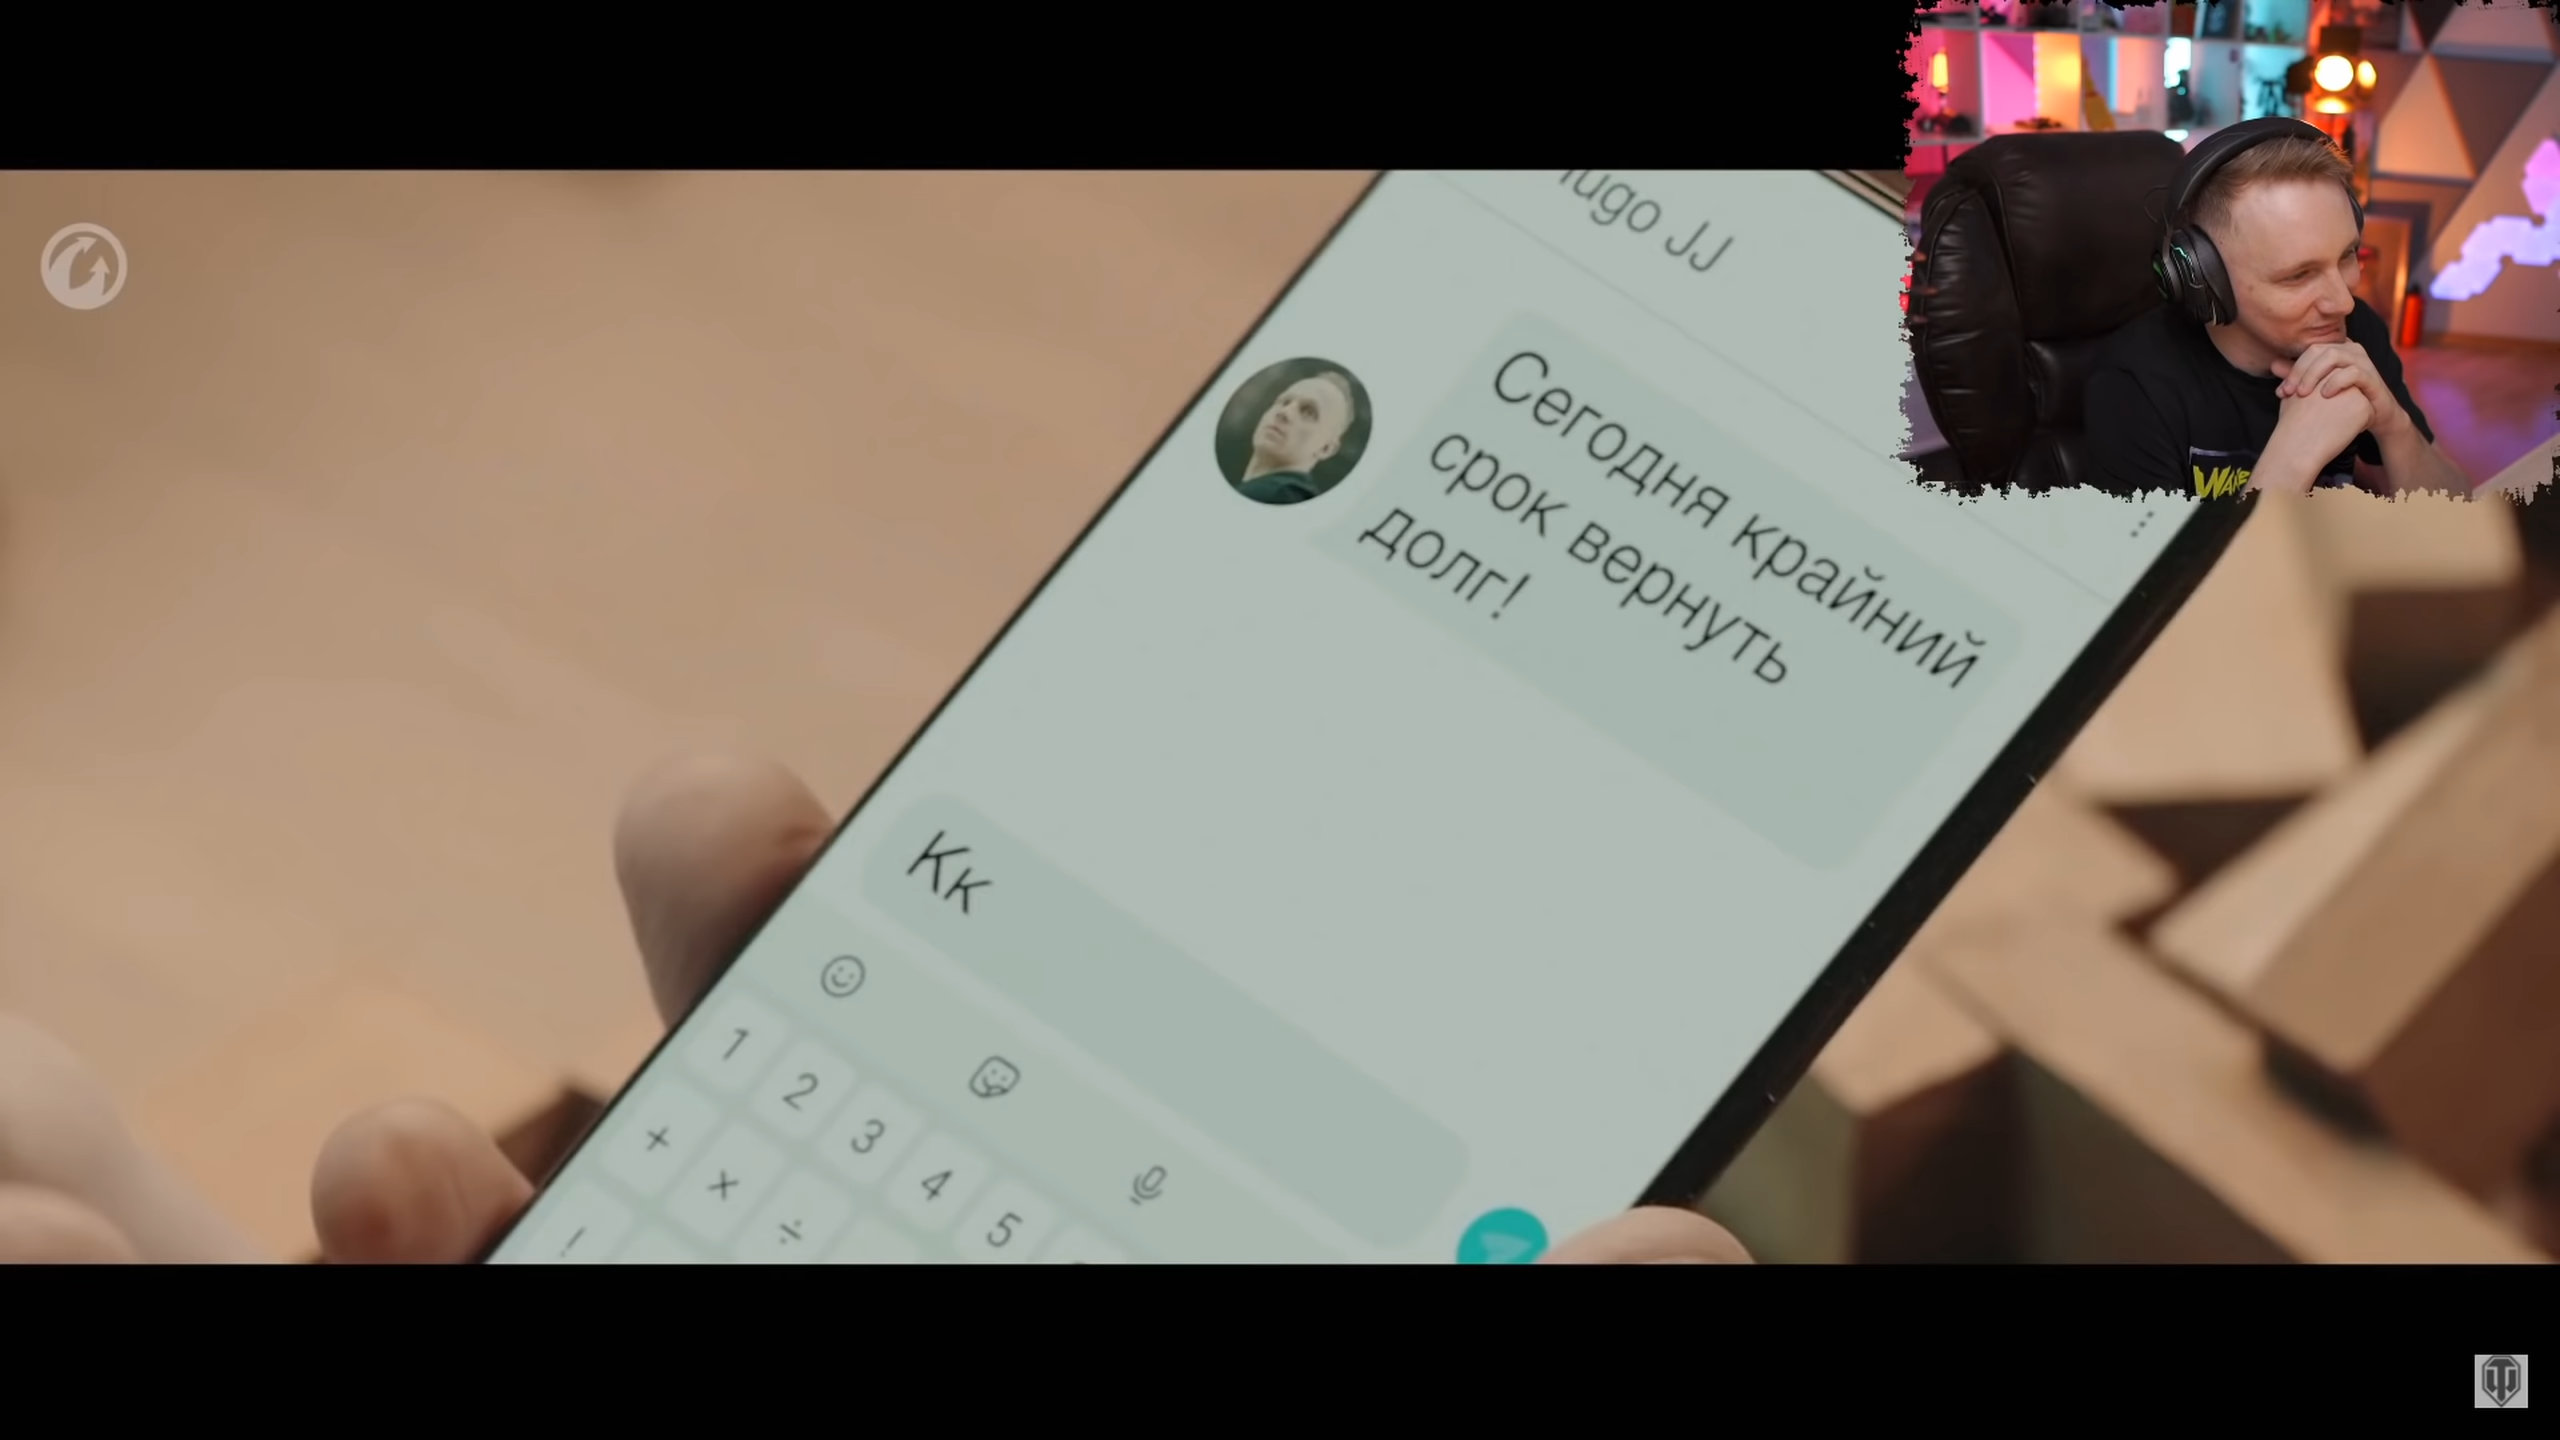 ugo JJ
Сегодня крайний
срок вернуть
долг!
Кк
1 2 3 4 5
+ × ÷
!